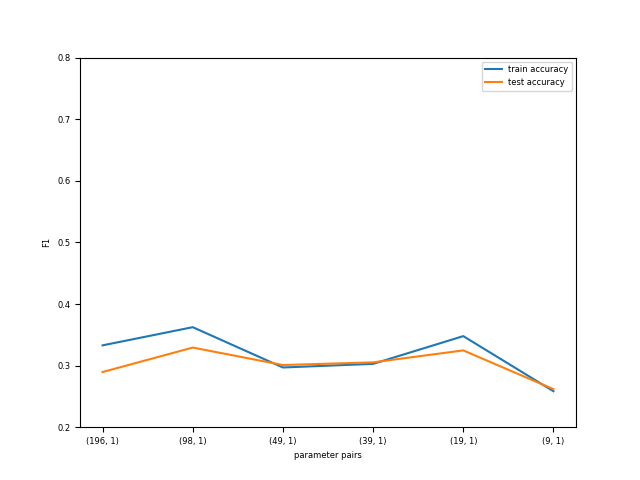 0.8
train accuracy
test accuracy
0.7
0.6
0.5
F1
0.4
0.3
0.2
(196, 1) (98, 1) (49, 1) (39, 1) (19, 1) (9, 1)
parameter pairs